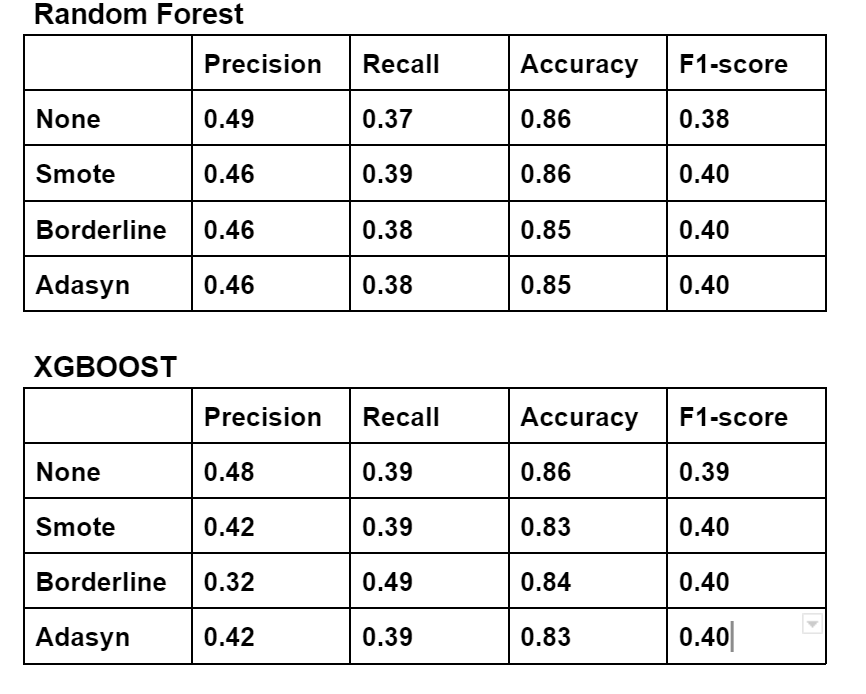 Random Forest
Precision Recall Accuracy F1-score
None 0.49 0.37 0.86 0.38
Smote 0.46 0.39 0.86 0.40
Borderline 0.46 0.38 0.85 0.40
Adasyn 0.46 0.38 0.85 0.40
XGBOOST
Precision Recall Accuracy F1-score
None 0.48 0.39 0.86 0.39
Smote 0.42 0.39 0.83 0.40
Borderline 0.32 0.49 0.84 0.40
Adasyn 0.42 0.39 0.83 0.40